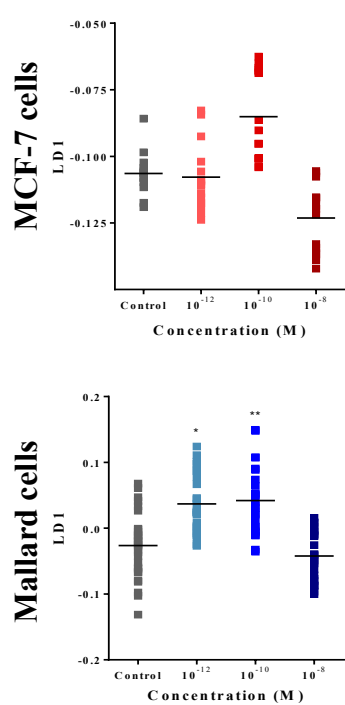 MCF-7 cells
LD1
-0.050
-0.075
-0.100
-0.125
Control 10⁻¹² 10⁻¹⁰ 10⁻⁸
Concentration (M)
Mallard cells
LD1
0.2
0.1
0.0
-0.1
-0.2
* **
Control 10⁻¹² 10⁻¹⁰ 10⁻⁸
Concentration (M)